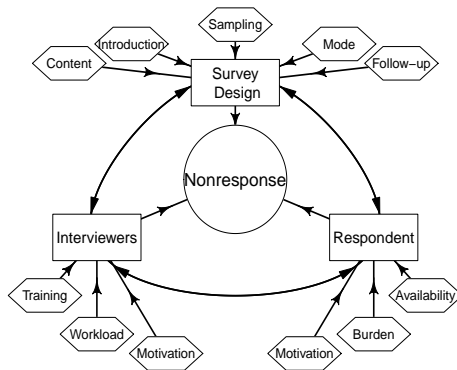 Sampling
Introduction
Mode
Content
Follow−up
Survey
Design
Nonresponse
Interviewers
Respondent
Training
Availability
Workload
Burden
Motivation
Motivation